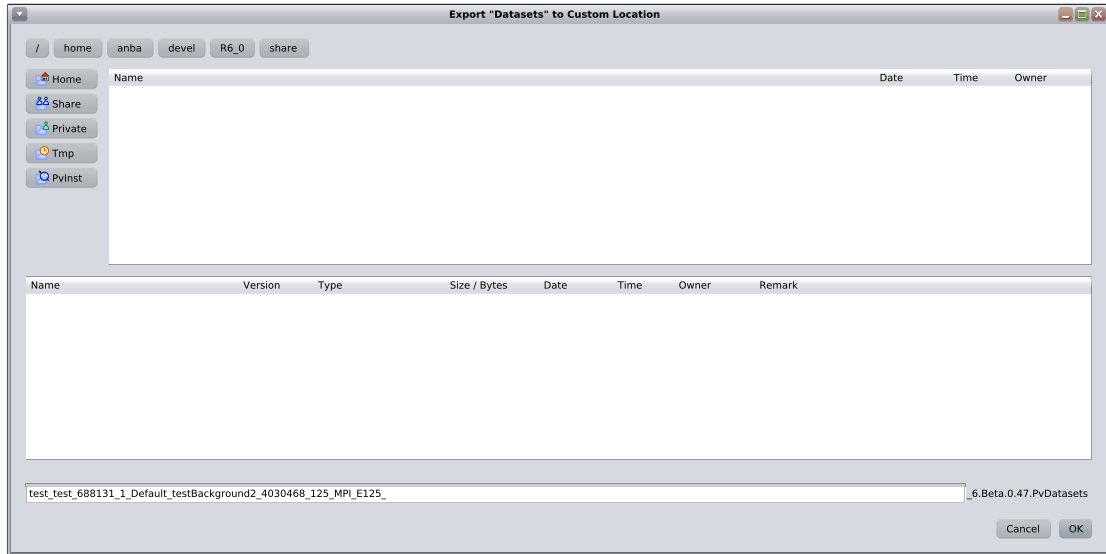 Export "Datasets" to Custom Location
/ home anba devel R6_0 share
Home
Share
Private
Tmp
PvInst
Name Date Time Owner
Name Version Type Size / Bytes Date Time Owner Remark
test_test_688131_1_Default_testBackground2_4030468_125_MPI_E125_ _6.Beta.0.47.PvDatasets
Cancel OK